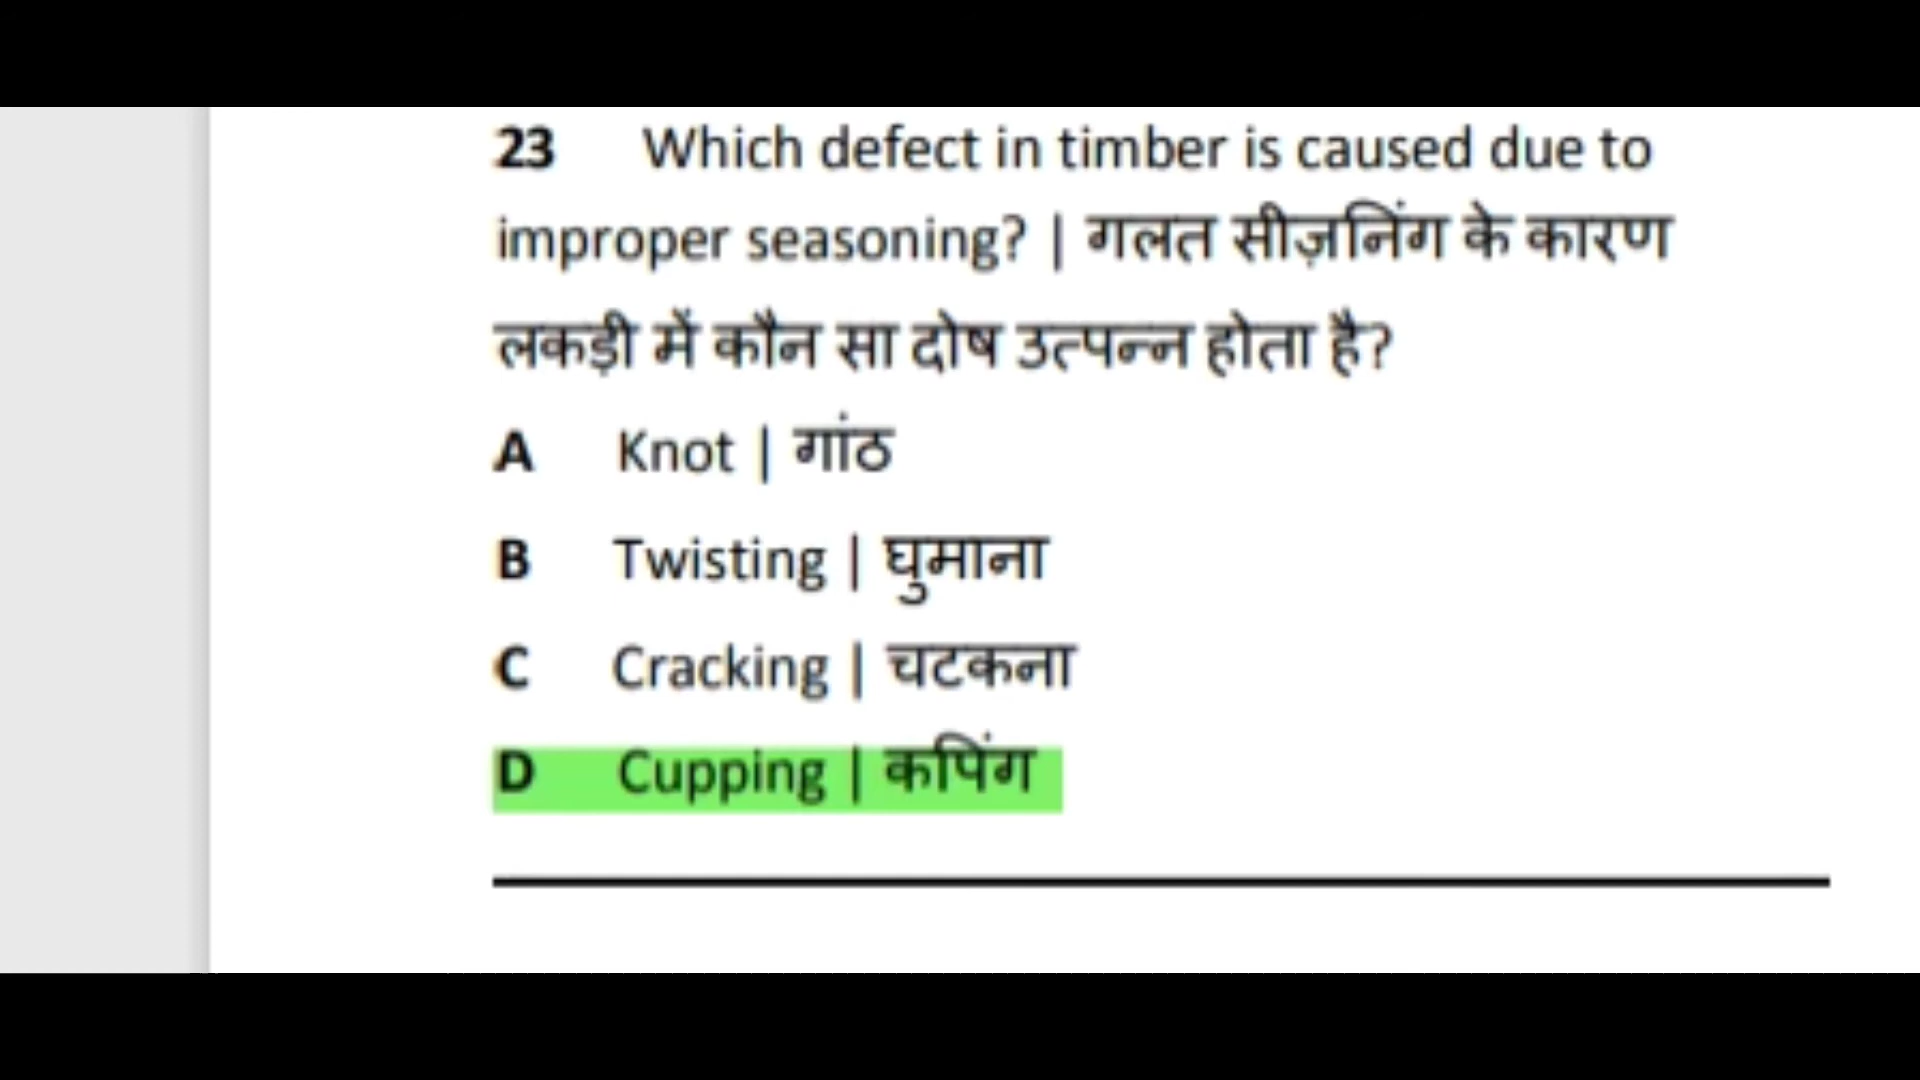 23 Which defect in timber is caused due to
improper seasoning? | गलत सीज़निंग के कारण
लकड़ी में कौन सा दोष उत्पन्न होता है?
A Knot | गांठ
B Twisting | घुमाना
C Cracking | चटकना
D Cupping | कपिंग